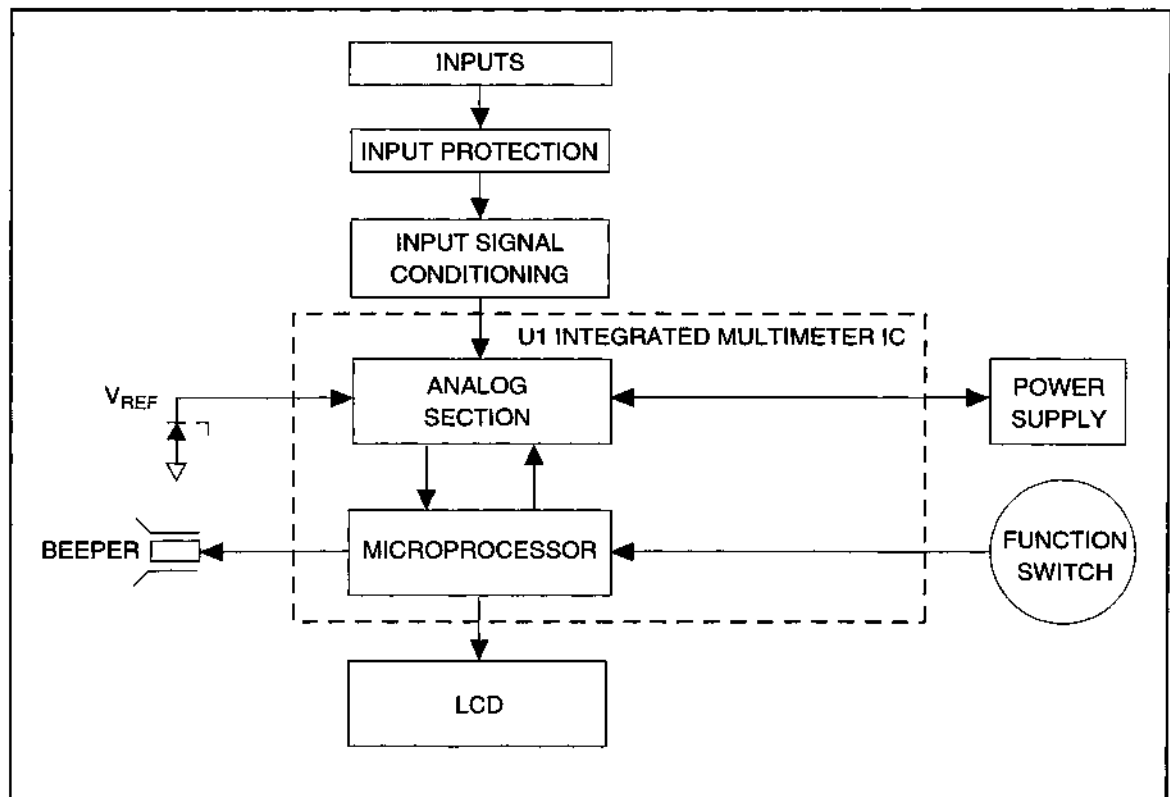 INPUTS
INPUT PROTECTION
INPUT SIGNAL
CONDITIONING
U1 INTEGRATED MULTIMETER IC
ANALOG
SECTION
VREF
POWER
SUPPLY
BEEPER
MICROPROCESSOR
FUNCTION
SWITCH
LCD